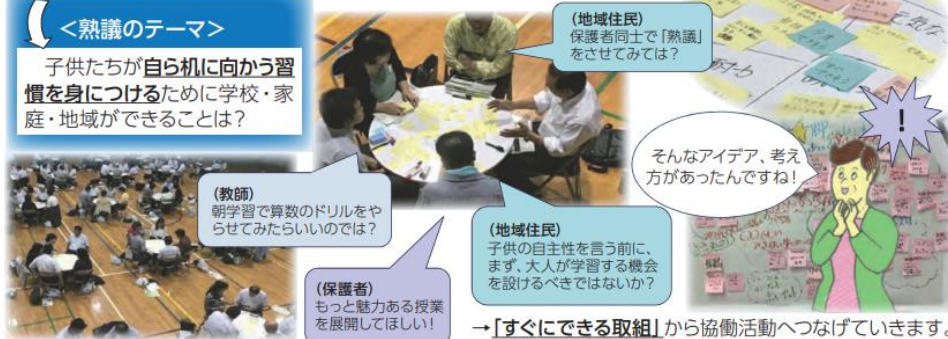 <熟議のテーマ>
子供たちが自ら机に向かう習
慣を身につけるために学校・家
庭・地域ができることは？
(地域住民)
保護者同士で「熟議」
をさせてみては？
！
そんなアイデア、考え
方があったんですね！
(教師)
朝学習で算数のドリルをや
らせてみたらいいのでは？
(地域住民)
子供の自主性を言う前に、
まず、大人が学習する機会
を設けるべきではないか？
(保護者)
もっと魅力ある授業
を展開してほしい！
→「すぐにできる取組」から協働活動へつなげていきます。